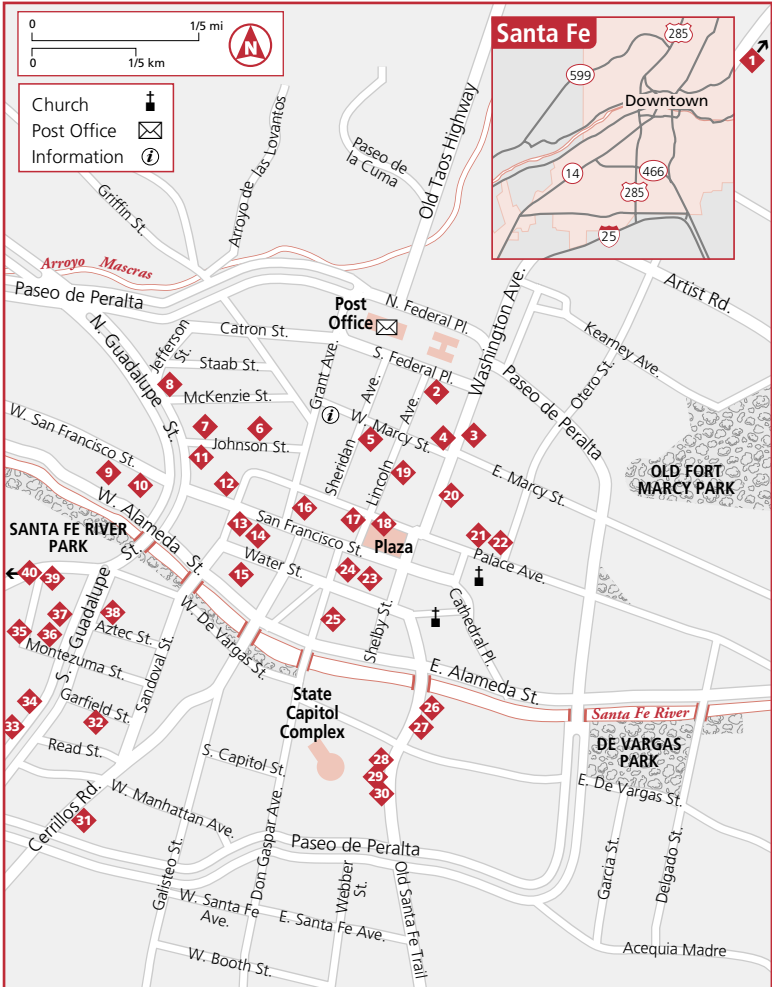 0
1/5 mi
0
1/5 km
N
Church
Post Office
Information
i
Santa Fe
285
599
Downtown
14
466
285
25
1
Griffin St.
Arroyo de las Lovantos
Paseo de
la Cuma
Old Taos Highway
Arroyo Mascras
Paseo de Peralta
N. Guadalupe St.
Jefferson
St.
Catron St.
Staab St.
McKenzie St.
Johnson St.
Post
Office
N. Federal Pl.
S. Federal Pl.
Grant Ave.
Sheridan Ave.
Lincoln Ave.
Washington Ave.
Paseo de Peralta
Otero St.
Kearney Ave.
Artist Rd.
W. Marcy St.
E. Marcy St.
i
8
7
6
11
2
5
4
3
19
20
OLD FORT
MARCY PARK
W. San Francisco St.
9
10
12
16
17
18
13
14
15
San Francisco St.
Plaza
21
22
Palace Ave.
W. Alameda St.
SANTA FE RIVER
PARK
Water St.
24
23
25
Shelby St.
Cathedral Pl.
40
39
37
38
36
35
S. Guadalupe St.
Aztec St.
Montezuma St.
Sandoval St.
W. De Vargas St.
E. Alameda St.
Santa Fe River
DE VARGAS
PARK
E. De Vargas St.
State
Capitol
Complex
26
27
28
29
30
34
33
32
Garfield St.
Read St.
S. Capitol St.
Cerrillos Rd.
31
W. Manhattan Ave.
Paseo de Peralta
Galisteo St.
Don Gaspar Ave.
Webber
St.
Old Santa Fe Trail
Garcia St.
Delgado St.
W. Santa Fe
Ave.
E. Santa Fe Ave.
W. Booth St.
Acequia Madre